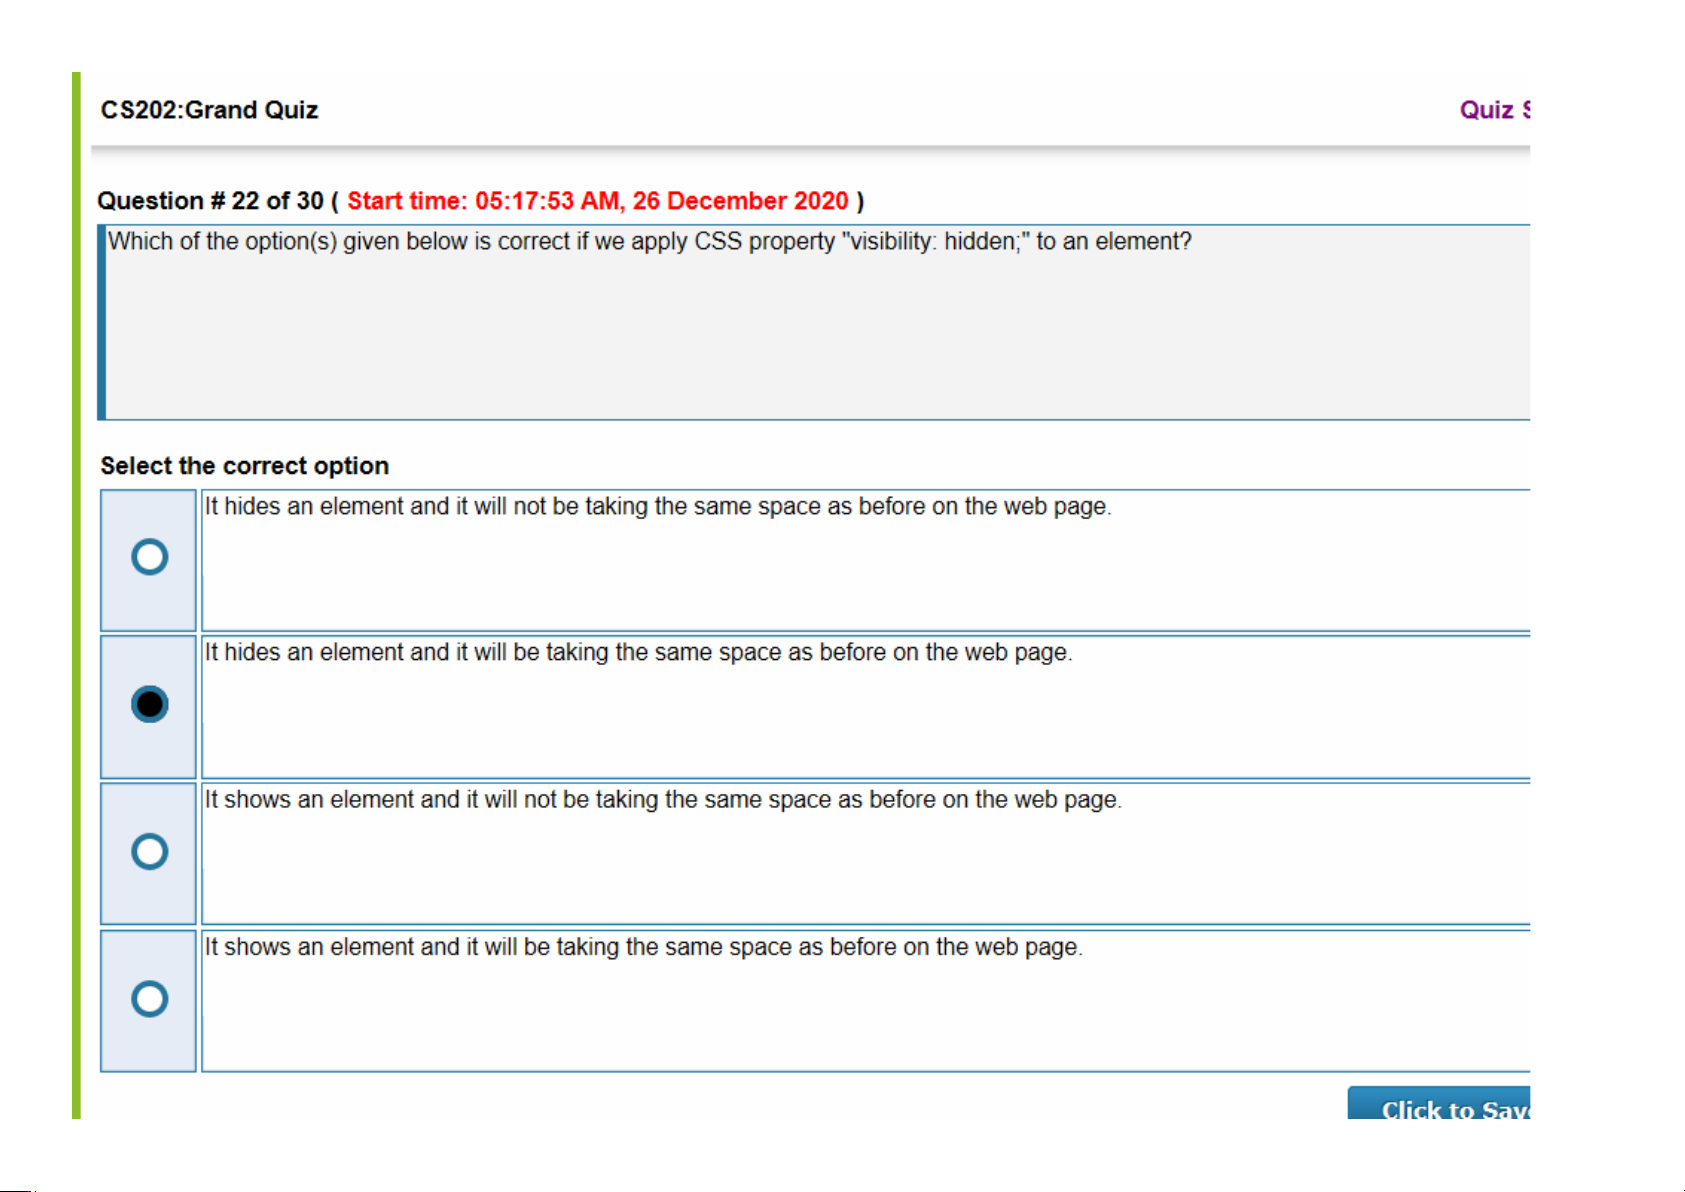 CS202:Grand Quiz
Quiz
Question # 22 of 30 ( Start time: 05:17:53 AM, 26 December 2020 )
Which of the option(s) given below is correct if we apply CSS property "visibility: hidden;" to an element?
Select the correct option
It hides an element and it will not be taking the same space as before on the web page.
It hides an element and it will be taking the same space as before on the web page.
It shows an element and it will not be taking the same space as before on the web page.
It shows an element and it will be taking the same space as before on the web page.
Click to Save